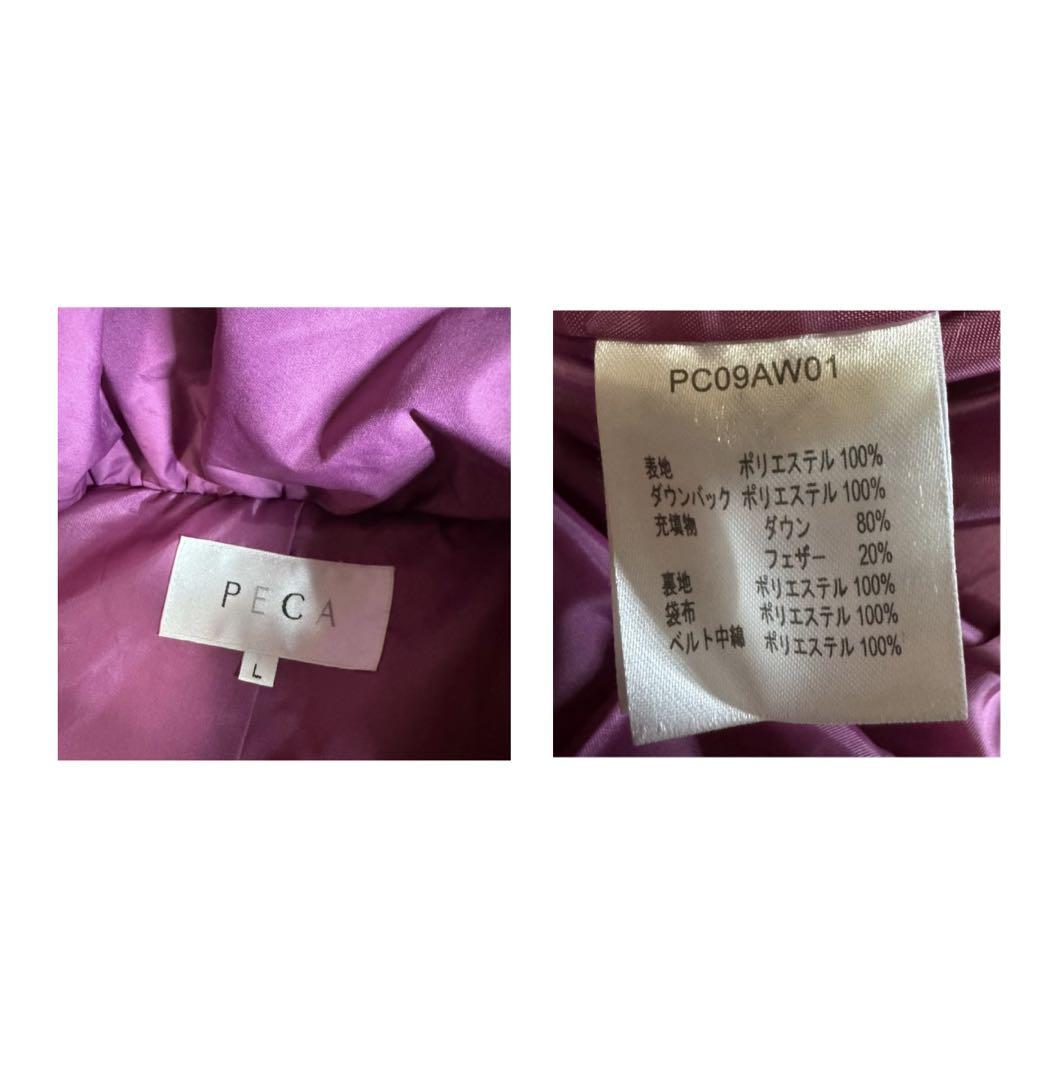 PECA
L
PC09AW01
表地 ポリエステル 100%
ダウンバック ポリエステル 100%
充填物 ダウン 80%
フェザー 20%
裏地 ポリエステル 100%
袋布 ポリエステル 100%
ベルト中綿 ポリエステル 100%